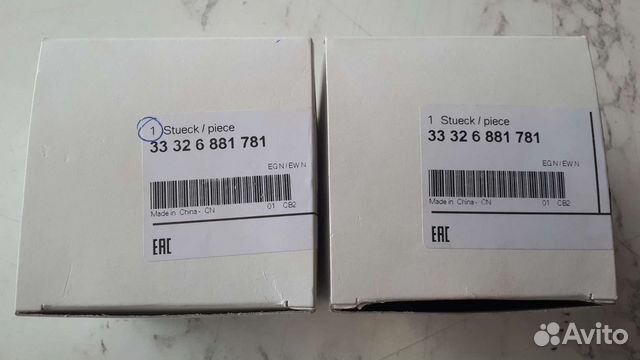 1 Stueck / piece
33 32 6 881 781
EGN/EWN
Made in China - CN 01 CB2
EAC
1 Stueck / piece
33 32 6 881 781
EGN/EWN
Made in China - CN 01 CB2
EAC
Avito